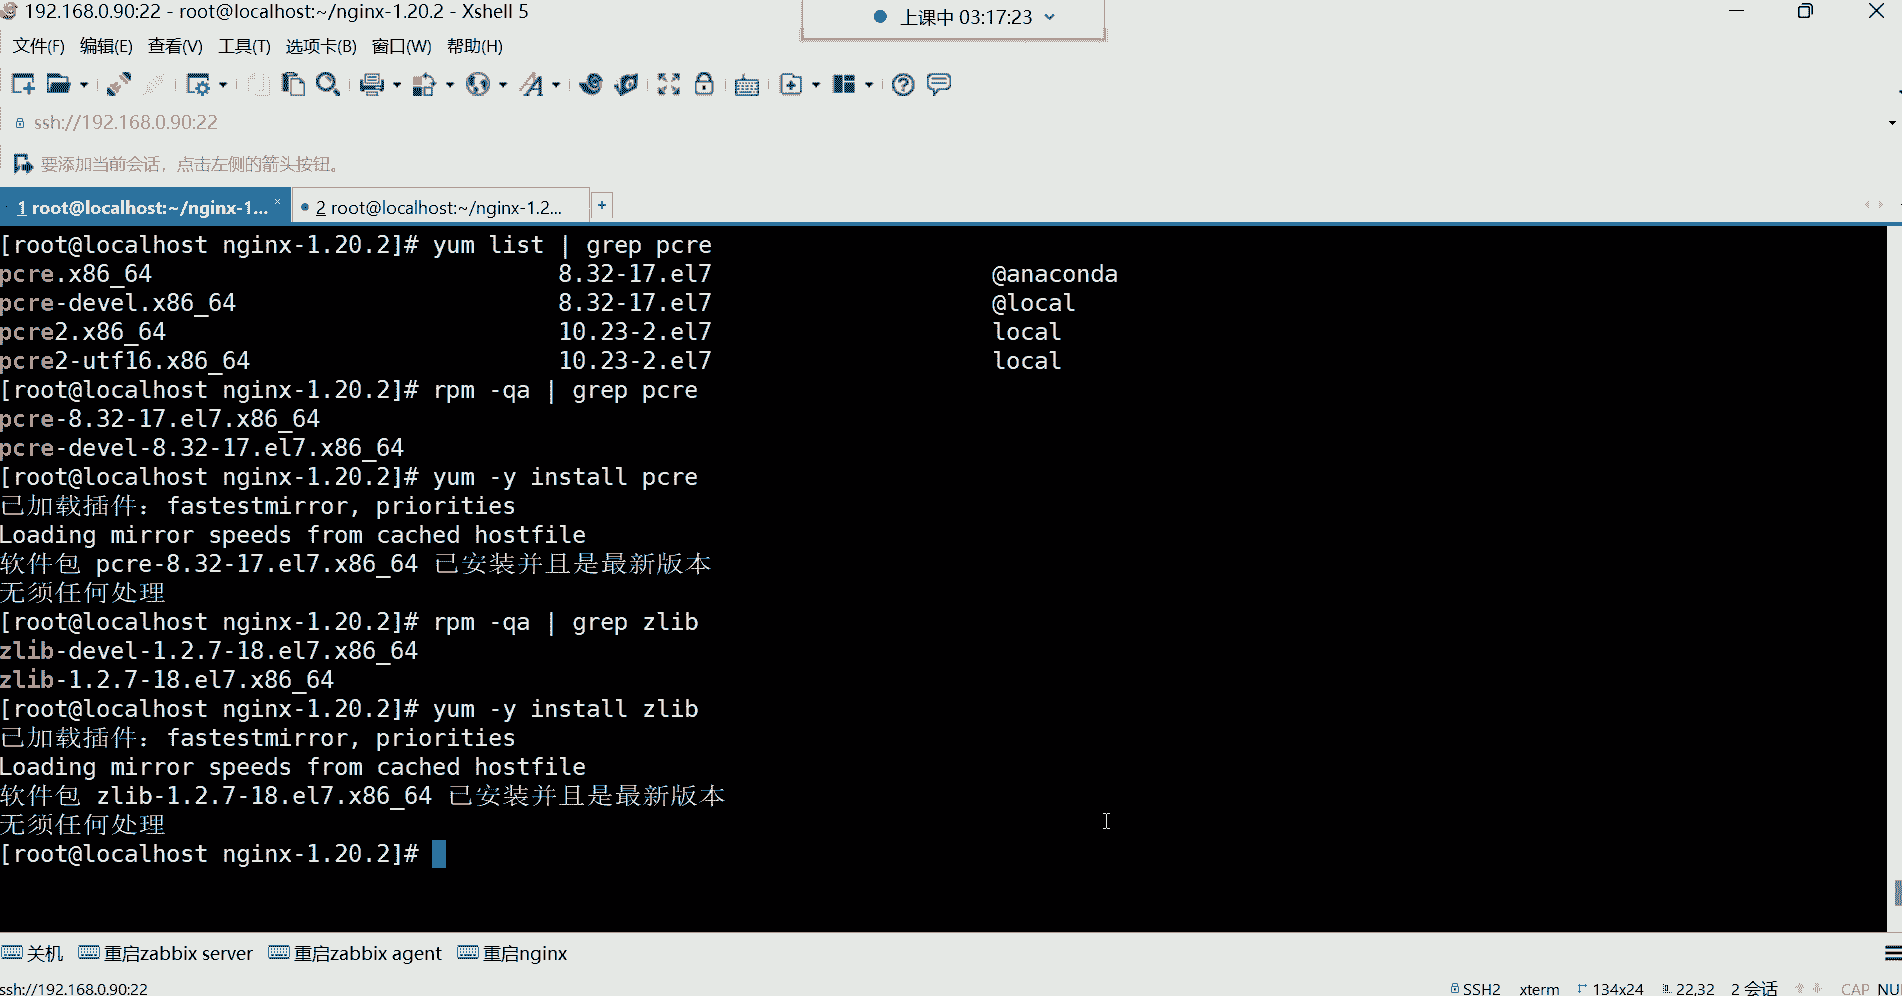 192.168.0.90:22 - root@localhost:~/nginx-1.20.2 - Xshell 5
上课中 03:17:23
文件(F) 编辑(E) 查看(V) 工具(T) 选项卡(B) 窗口(W) 帮助(H)
ssh://192.168.0.90:22
要添加当前会话，点击左侧的箭头按钮。
1 root@localhost:~/nginx-1... × 2 root@localhost:~/nginx-1.2... +
[root@localhost nginx-1.20.2]# yum list | grep pcre
pcre.x86_64 8.32-17.el7 @anaconda
pcre-devel.x86_64 8.32-17.el7 @local
pcre2.x86_64 10.23-2.el7 local
pcre2-utf16.x86_64 10.23-2.el7 local
[root@localhost nginx-1.20.2]# rpm -qa | grep pcre
pcre-8.32-17.el7.x86_64
pcre-devel-8.32-17.el7.x86_64
[root@localhost nginx-1.20.2]# yum -y install pcre
已加载插件：fastestmirror, priorities
Loading mirror speeds from cached hostfile
软件包 pcre-8.32-17.el7.x86_64 已安装并且是最新版本
无须任何处理
[root@localhost nginx-1.20.2]# rpm -qa | grep zlib
zlib-devel-1.2.7-18.el7.x86_64
zlib-1.2.7-18.el7.x86_64
[root@localhost nginx-1.20.2]# yum -y install zlib
已加载插件：fastestmirror, priorities
Loading mirror speeds from cached hostfile
软件包 zlib-1.2.7-18.el7.x86_64 已安装并且是最新版本
无须任何处理
[root@localhost nginx-1.20.2]#
关机 重启zabbix server 重启zabbix agent 重启nginx
ssh://192.168.0.90:22 SSH2 xterm 134x24 22,32 2 会话 CAP NU